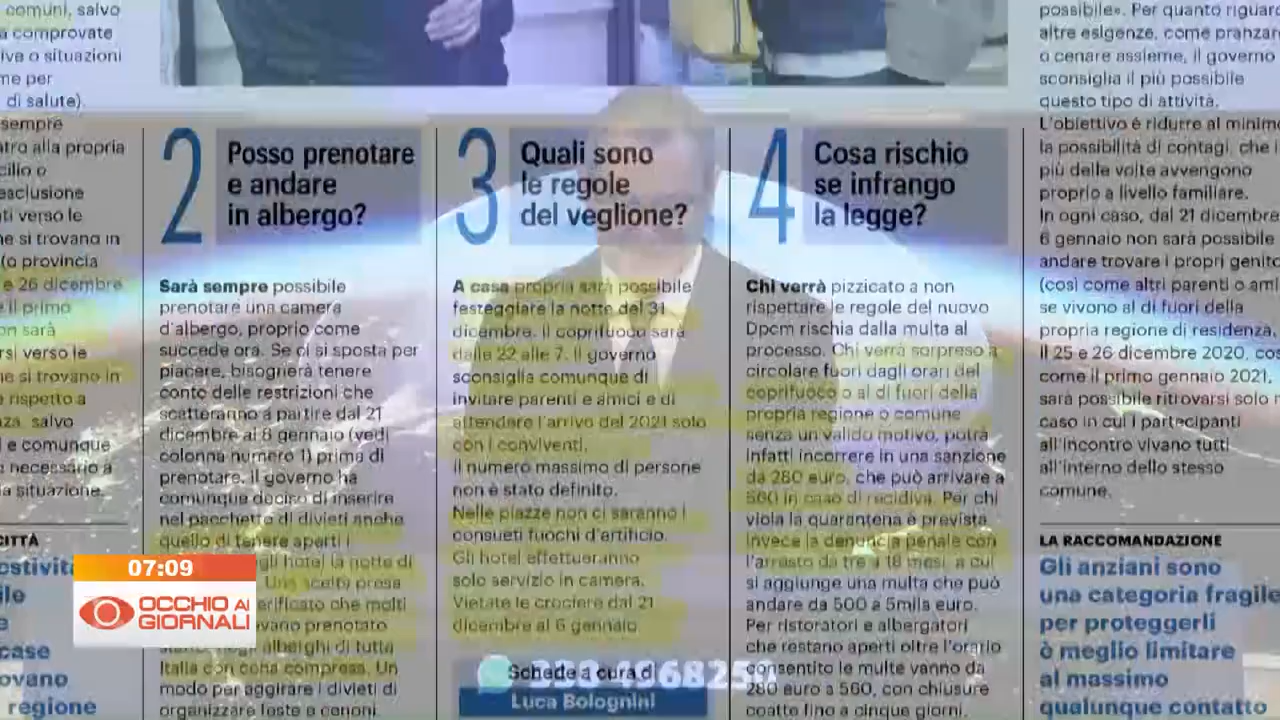 comuni, salvo
comprovate
o situazioni
me per
di salute).
sempre
alla propria
o
esclusione
verso le
si trovano in
(o provincia
e 26 dicembre
il primo
sarà
verso le
si trovano in
rispetto a
salvo
e comunque
necessario a
situazione.
2 Posso prenotare
e andare
in albergo?
Sarà sempre possibile
prenotare una camera
d'albergo, proprio come
succede ora. Se ci si sposta per
piacere, bisognerà tenere
conto delle restrizioni che
scatteranno a partire dal 21
dicembre al 6 gennaio (vedi
colonna numero 1) prima di
prenotare. Il governo ha
comunque deciso di inserire
nel pacchetto di divieti anche
quello di tenere aperti i
gli hotel la notte di
Una scelta presa
che molti
prenotato
alberghi di tutta
Italia con cena compresa. Un
modo per aggirare i divieti di
organizzare feste e cenoni.
3 Quali sono
le regole
del veglione?
A casa propria sarà possibile
festeggiare la notte del 31
dicembre. Il coprifuoco sarà
dalle 22 alle 7. Il governo
sconsiglia comunque di
invitare parenti e amici e di
attendere l'arrivo del 2021 solo
con i conviventi.
Il numero massimo di persone
non è stato definito.
Nelle piazze non ci saranno i
consueti fuochi d'artificio.
Gli hotel effettueranno
solo servizio in camera.
Vietate le crociere dal 21
dicembre al 6 gennaio
Schede a cura di
Luca Bolognini
4 Cosa rischio
se infrango
la legge?
Chi verrà pizzicato a non
rispettare le regole del nuovo
Dpcm rischia dalla multa al
processo. Chi verrà sorpreso a
circolare fuori dagli orari del
coprifuoco o al di fuori della
propria regione o comune
senza un valido motivo, potrà
infatti incorrere in una sanzione
da 280 euro, che può arrivare a
560 in caso di recidiva. Per chi
viola la quarantena è prevista
invece la denuncia penale con
l'arresto da tre a 18 mesi, a cui
si aggiunge una multa che può
andare da 500 a 5mila euro.
Per ristoratori e albergatori
che restano aperti oltre l'orario
consentito le multe vanno da
280 euro a 560, con chiusure
coatte fino a cinque giorni.
possibile». Per quanto
altre esigenze, come pranzare
o cenare assieme, il governo
sconsiglia il più possibile
questo tipo di attività.
L'obiettivo è ridurre al minimo
la possibilità di contagi, che
più delle volte avvengono
proprio a livello familiare.
In ogni caso, dal 21 dicembre
6 gennaio non sarà possibile
andare trovare i propri
(così come altri parenti o
se vivono al di fuori della
propria regione di residenza.
Il 25 e 26 dicembre 2020,
come il primo gennaio 2021,
sarà possibile ritrovarsi solo
caso in cui i partecipanti
all'incontro vivano tutti
all'interno dello stesso
comune.
LA RACCOMANDAZIONE
Gli anziani sono
una categoria fragile
per proteggerli
è meglio limitare
al massimo
qualunque contatto
case
regione
07:09
OCCHIO AI
GIORNALI